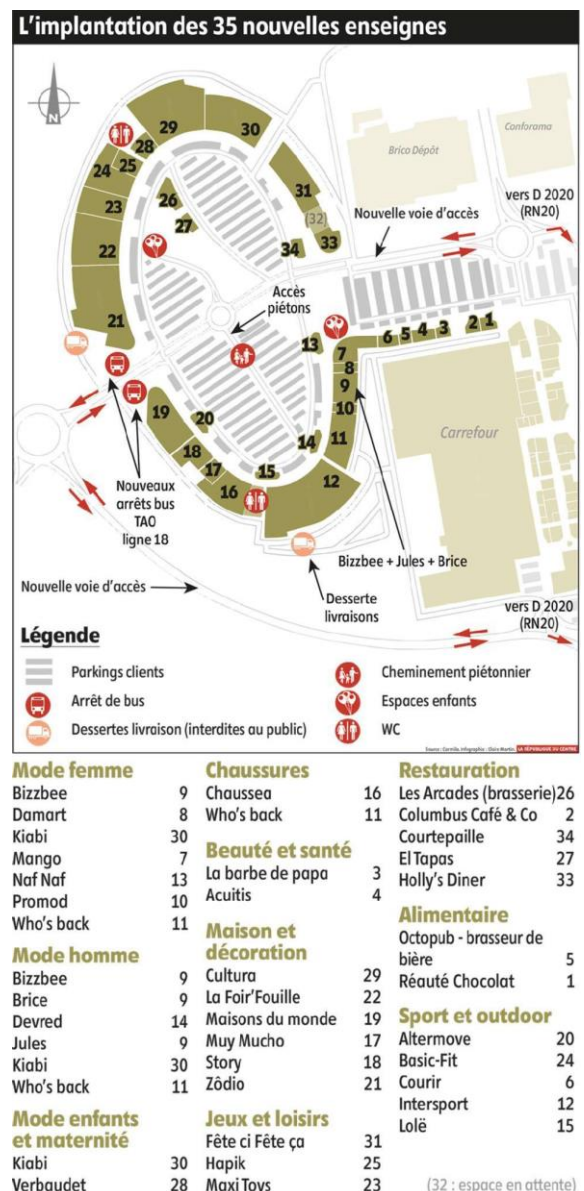 L'implantation des 35 nouvelles enseignes
N
29
30
28
24
25
23
26
27
22
31
(32)
33
34
21
Brico Dépôt
Conforama
vers D 2020
(RN20)
Nouvelle voie d'accès
Accès
piétons
13
6
5
4
3
2
1
7
8
9
10
11
14
12
15
16
17
18
19
20
Carrefour
Nouveaux
arrêts bus
TAO
ligne 18
Bizzbee + Jules + Brice
Desserte
livraisons
Nouvelle voie d'accès
vers D 2020
(RN20)
Légende
Parkings clients
Arrêt de bus
Dessertes livraison (interdites au public)
Cheminement piétonnier
Espaces enfants
WC
Source : Carmila. Infographie : Claire Martin LA RÉPUBLIQUE DU CENTRE
Mode femme
Bizzbee 9
Damart 8
Kiabi 30
Mango 7
Naf Naf 13
Promod 10
Who's back 11
Mode homme
Bizzbee 9
Brice 9
Devred 14
Jules 9
Kiabi 30
Who's back 11
Mode enfants
et maternité
Kiabi 30
Verbaudet 28
Chaussures
Chaussea 16
Who's back 11
Beauté et santé
La barbe de papa 3
Acuitis 4
Maison et
décoration
Cultura 29
La Foir'Fouille 22
Maisons du monde 19
Muy Mucho 17
Story 18
Zôdio 21
Jeux et loisirs
Fête ci Fête ça 31
Hapik 25
Maxi Toys 23
Restauration
Les Arcades (brasserie) 26
Columbus Café & Co 2
Courtepaille 34
El Tapas 27
Holly's Diner 33
Alimentaire
Octopub - brasseur de
bière 5
Réauté Chocolat 1
Sport et outdoor
Altermove 20
Basic-Fit 24
Courir 6
Intersport 12
Lolë 15
(32 : espace en attente)